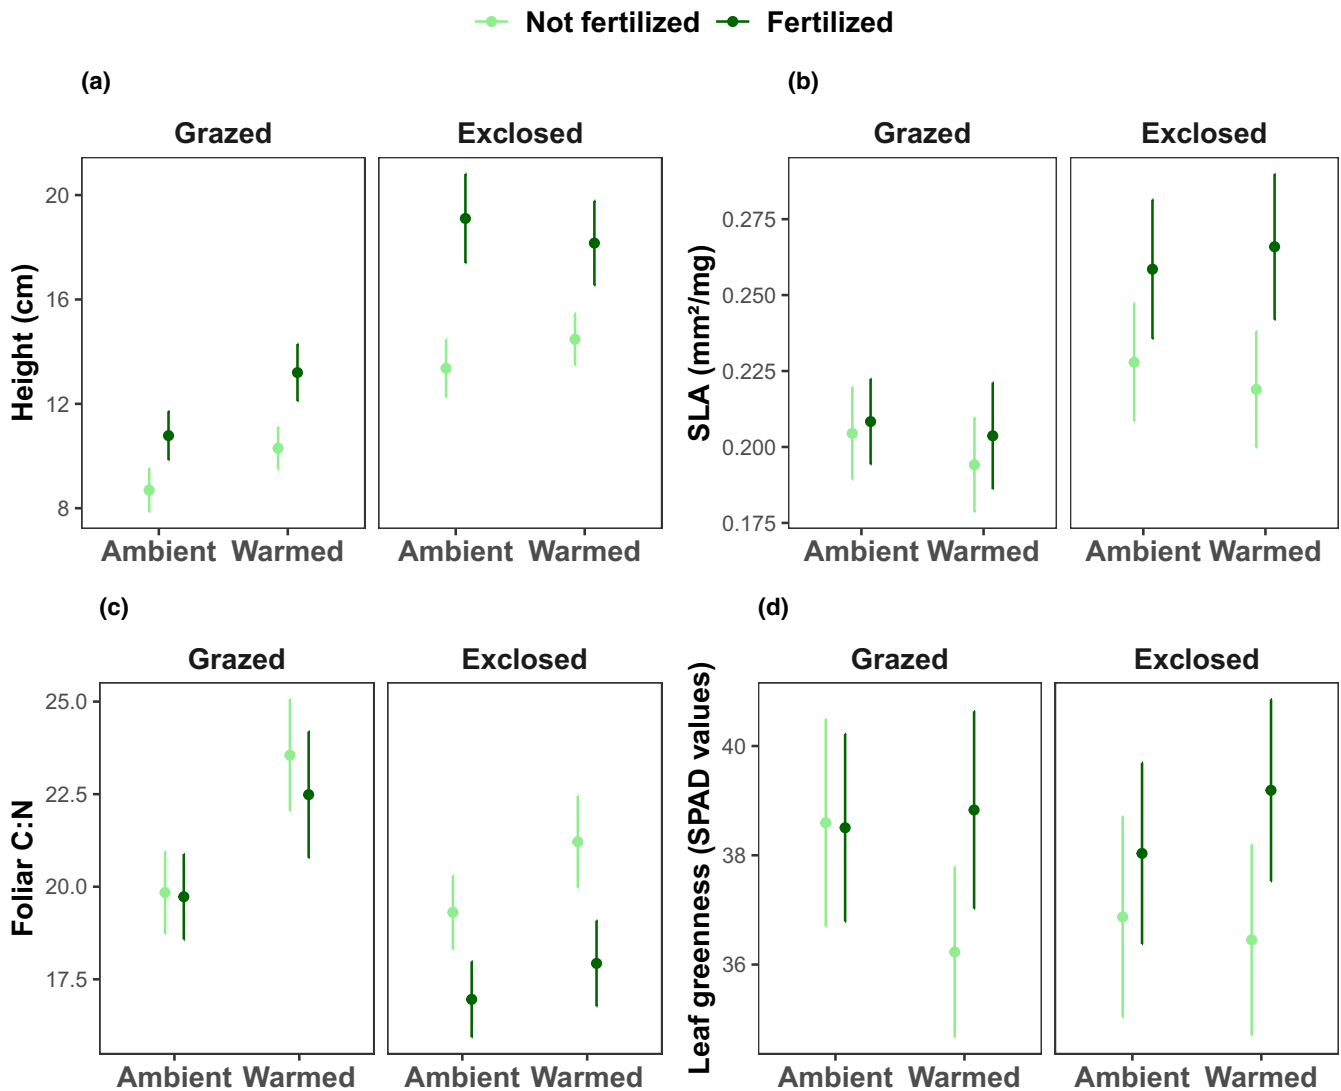 Not fertilized Fertilized
(a)
Grazed Exclosed
Height (cm)
20
16
12
8
Ambient Warmed Ambient Warmed
(b)
Grazed Exclosed
SLA (mm²/mg)
0.275
0.250
0.225
0.200
0.175
Ambient Warmed Ambient Warmed
(c)
Grazed Exclosed
Foliar C:N
25.0
22.5
20.0
17.5
Ambient Warmed Ambient Warmed
(d)
Grazed Exclosed
Leaf greenness (SPAD values)
40
38
36
Ambient Warmed Ambient Warmed